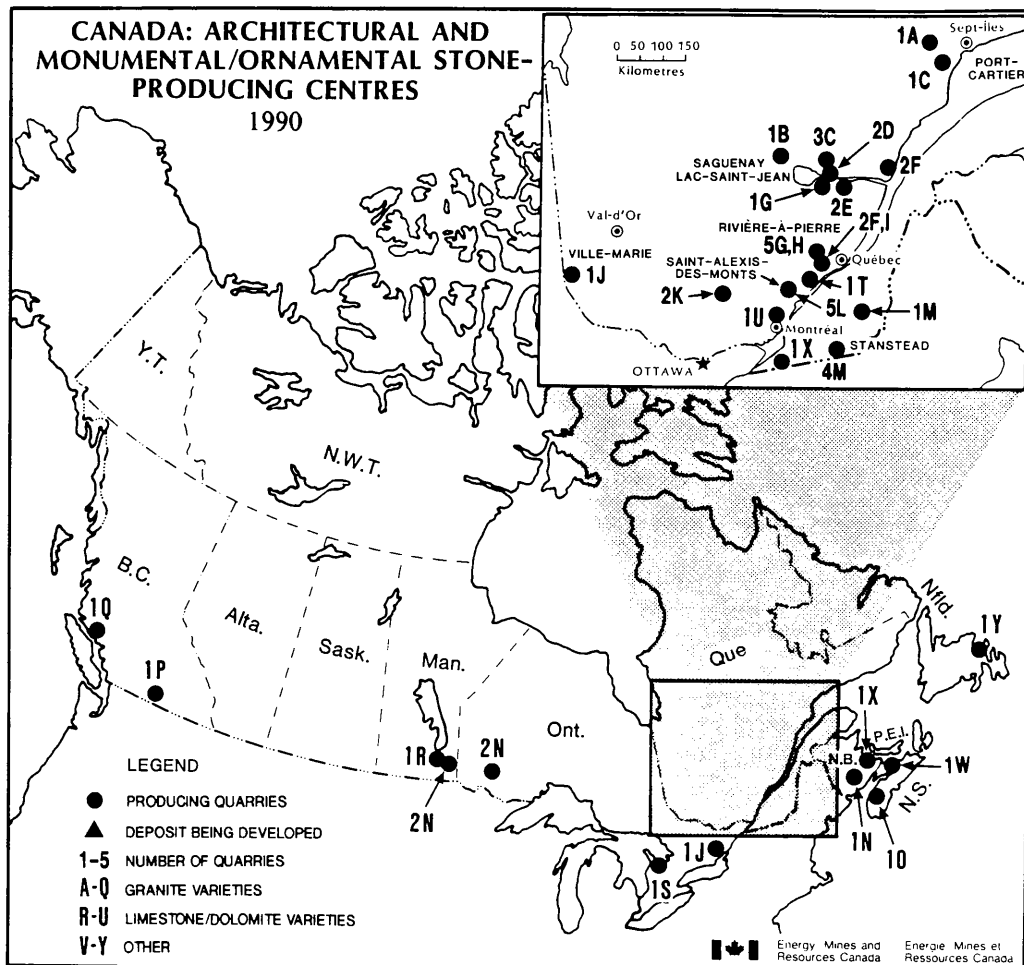 CANADA: ARCHITECTURAL AND
MONUMENTAL/ORNAMENTAL STONE-
PRODUCING CENTRES
1990
0 50 100 150
Kilometres
1A
Sept-Îles
1C
PORT-
CARTIER
1B
3C
2D
2F
SAGUENAY
LAC-SAINT-JEAN
1G
2E
Val-d'Or
RIVIÈRE-À-PIERRE
2F,I
5G,H
Québec
VILLE-MARIE
1J
SAINT-ALEXIS-
DES-MONTS
1T
2K
5L
1M
1U
Montréal
1X
STANSTEAD
4M
OTTAWA
Y.T.
N.W.T.
B.C.
Alta.
Sask.
Man.
Ont.
Que
Nfld.
1Q
1P
1R
2N
2N
1Y
1X
P.E.I.
N.B.
1W
N.S.
1N
1O
1J
1S
LEGEND
PRODUCING QUARRIES
DEPOSIT BEING DEVELOPED
1-5 NUMBER OF QUARRIES
A-Q GRANITE VARIETIES
R-U LIMESTONE/DOLOMITE VARIETIES
V-Y OTHER
Energy Mines and
Ressources Canada
Energie Mines et
Ressources Canada